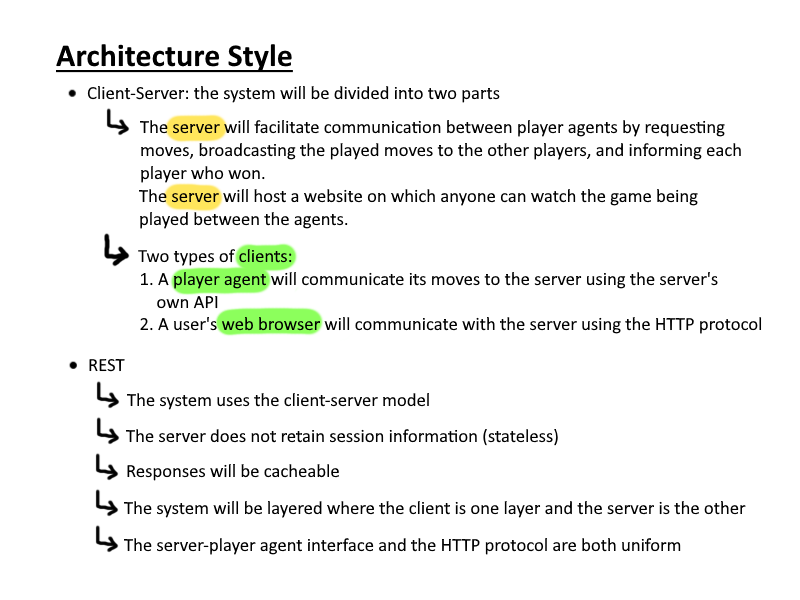 Architecture Style
• Client-Server: the system will be divided into two parts
The server will facilitate communication between player agents by requesting
moves, broadcasting the played moves to the other players, and informing each
player who won.
The server will host a website on which anyone can watch the game being
played between the agents.
Two types of clients:
1. A player agent will communicate its moves to the server using the server's
own API
2. A user's web browser will communicate with the server using the HTTP protocol
• REST
The system uses the client-server model
The server does not retain session information (stateless)
Responses will be cacheable
The system will be layered where the client is one layer and the server is the other
The server-player agent interface and the HTTP protocol are both uniform